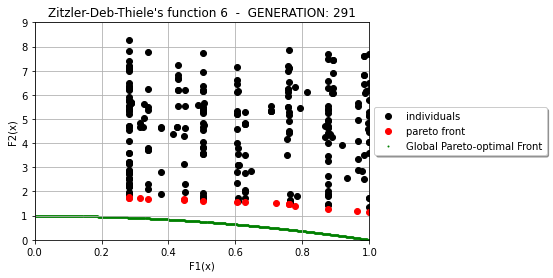 Zitzler-Deb-Thiele's function 6 - GENERATION: 291
9
8
7
6
5
4
3
2
1
0
F2(x)
0.0 0.2 0.4 0.6 0.8 1.0
F1(x)
individuals
pareto front
Global Pareto-optimal Front